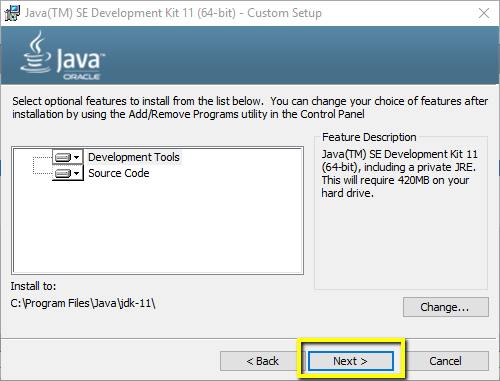 Java(TM) SE Development Kit 11 (64-bit) - Custom Setup
Java
ORACLE
Select optional features to install from the list below. You can change your choice of features after
installation by using the Add/Remove Programs utility in the Control Panel
Development Tools
Source Code
Feature Description
Java(TM) SE Development Kit 11
(64-bit), including a private JRE.
This will require 420MB on your
hard drive.
Install to:
C:\Program Files\Java\jdk-11\
Change...
< Back
Next >
Cancel